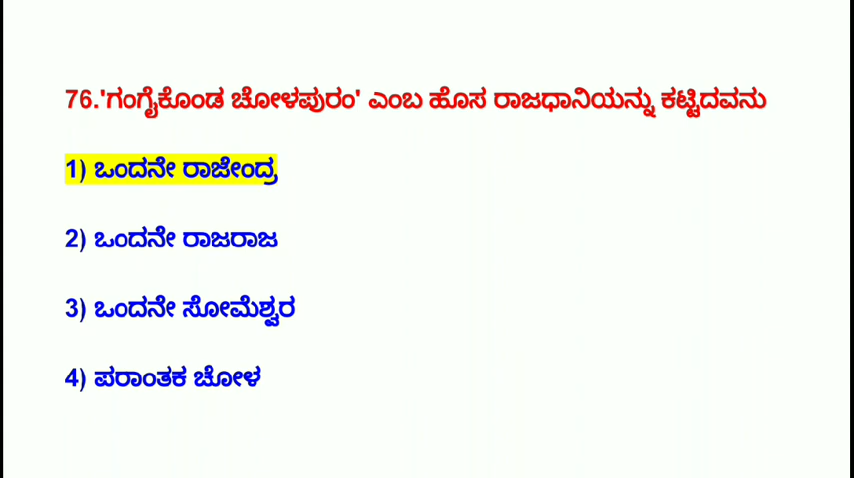 76.'ಗಂಗೈಕೊಂಡ ಚೋಳಪುರಂ' ಎಂಬ ಹೊಸ ರಾಜಧಾನಿಯನ್ನು ಕಟ್ಟಿದವನು
1) ಒಂದನೇ ರಾಜೇಂದ್ರ
2) ಒಂದನೇ ರಾಜರಾಜ
3) ಒಂದನೇ ಸೋಮೆಶ್ವರ
4) ಪರಾಂತಕ ಚೋಳ